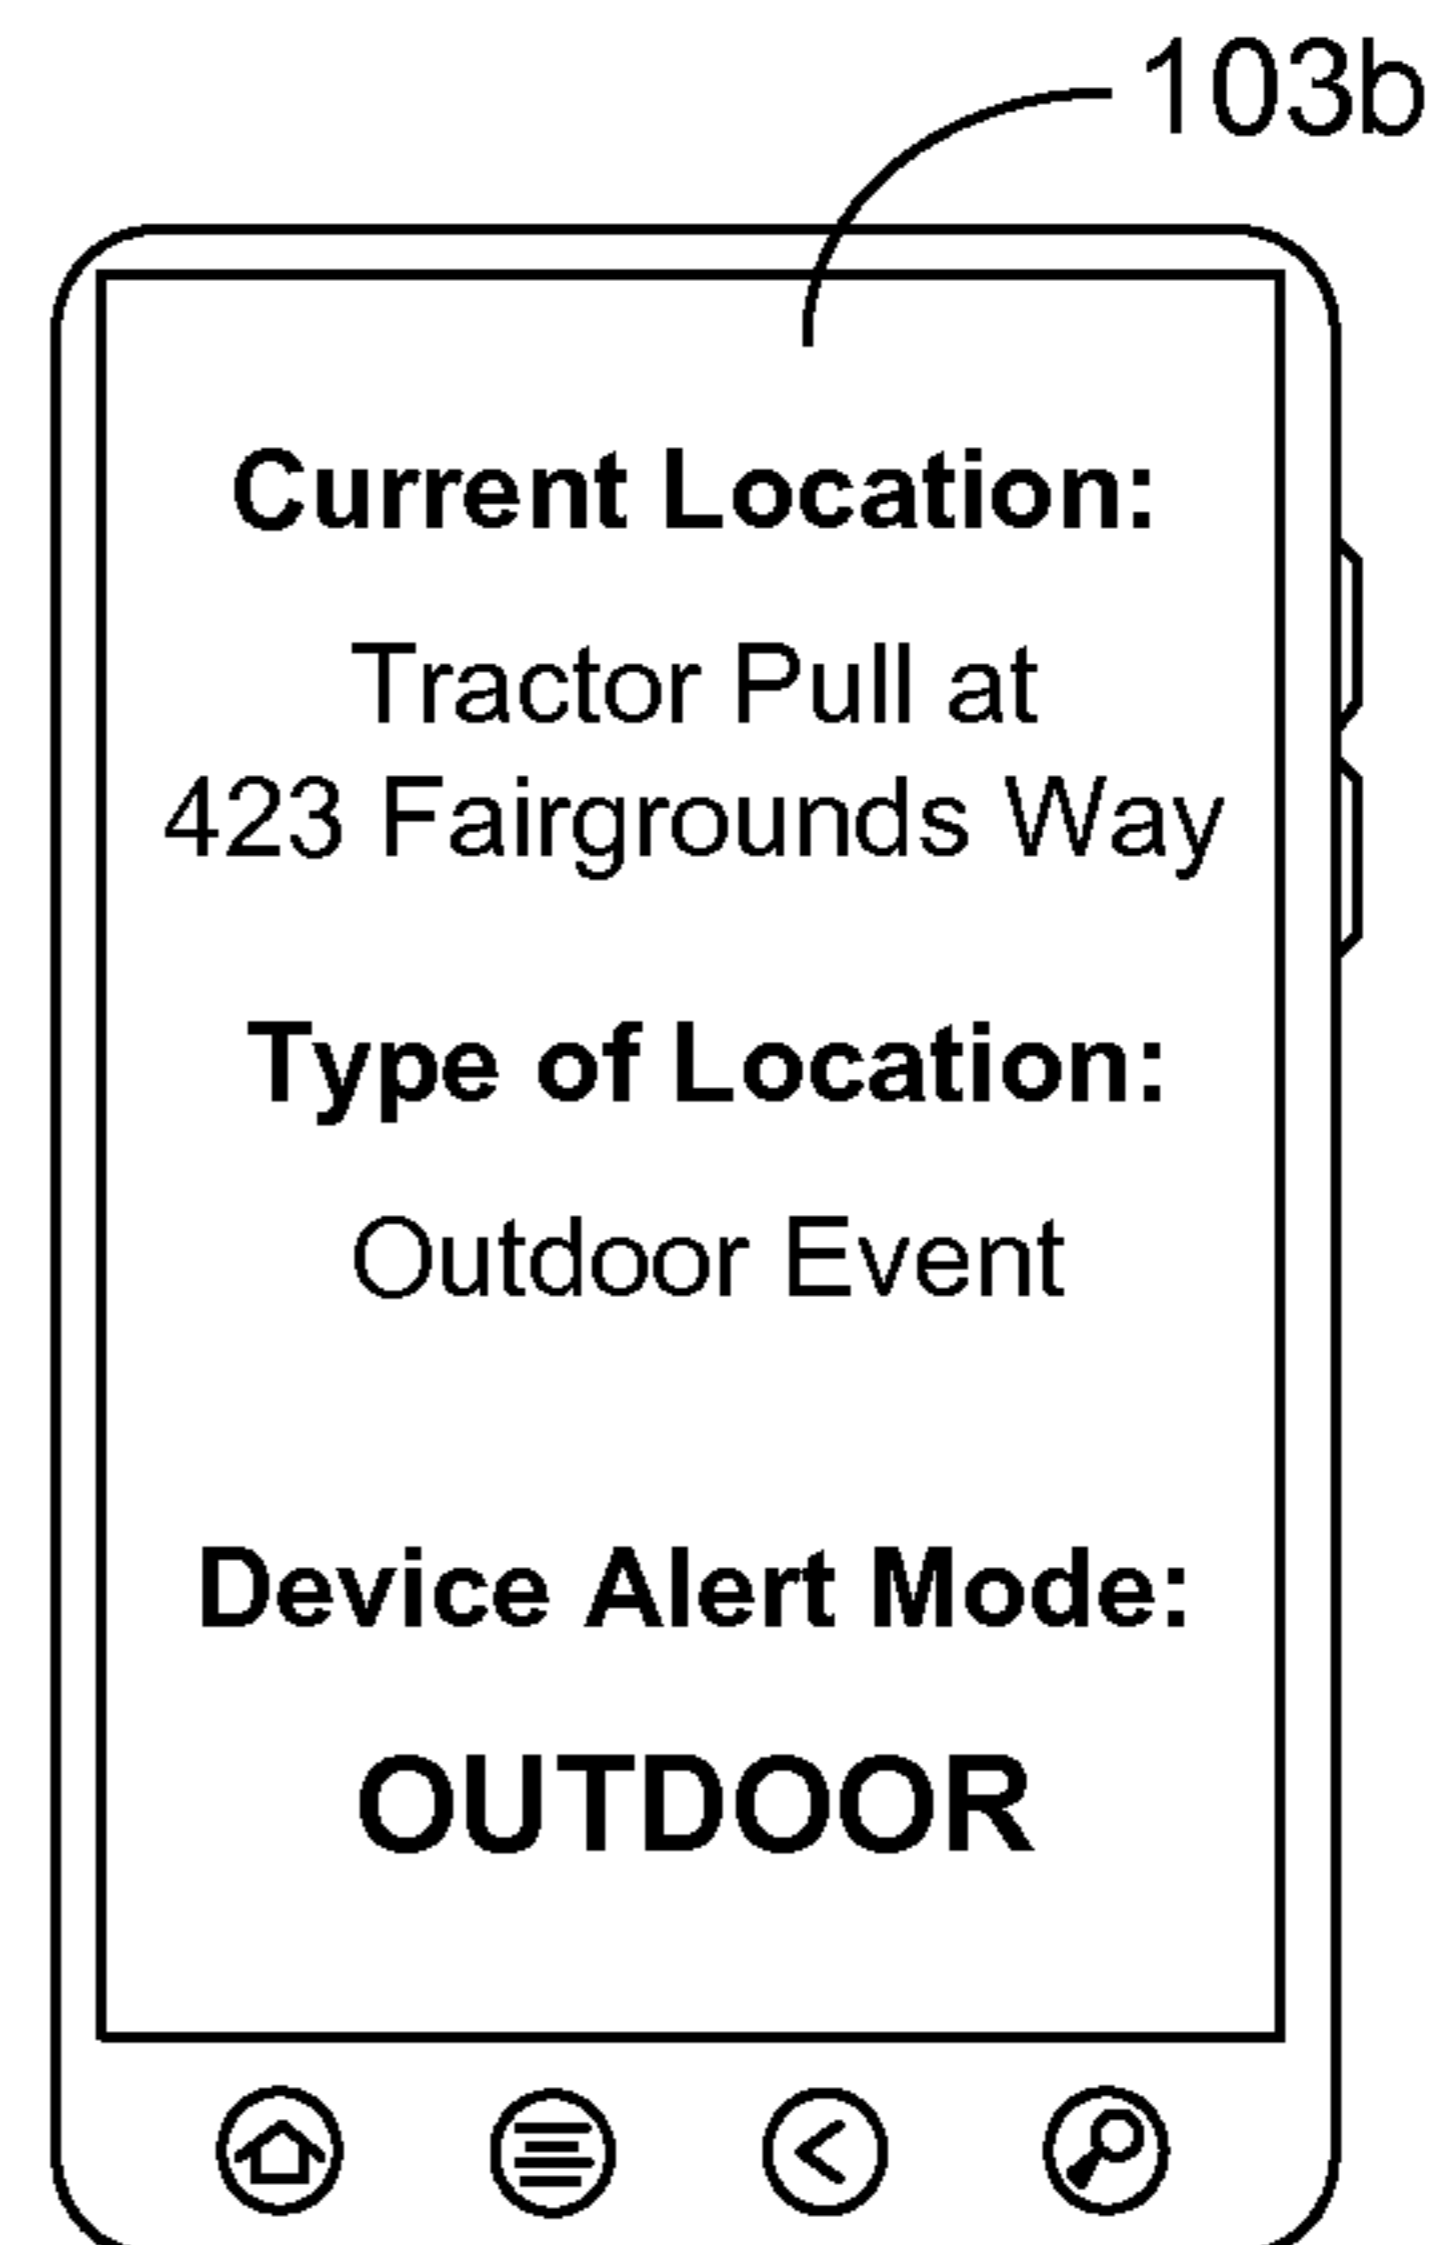 103b
Current Location:
Tractor Pull at
423 Fairgrounds Way
Type of Location:
Outdoor Event
Device Alert Mode:
OUTDOOR